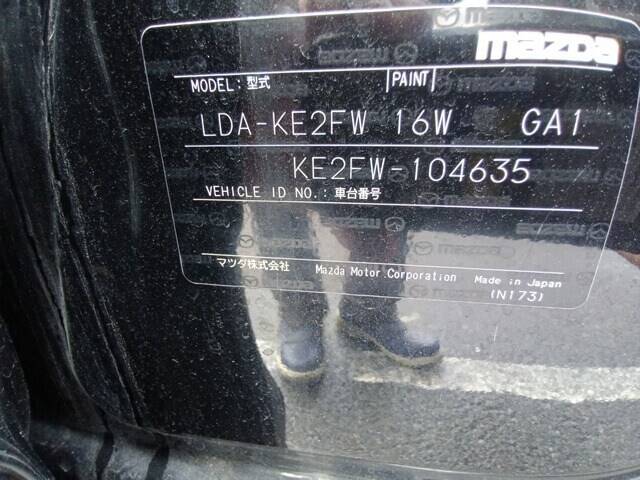 mazda
MODEL: 型式 PAINT
LDA-KE2FW 16W GA1
KE2FW-104635
VEHICLE ID NO.: 車台番号
マツダ株式会社 Mazda Motor Corporation Made in Japan
(N173)